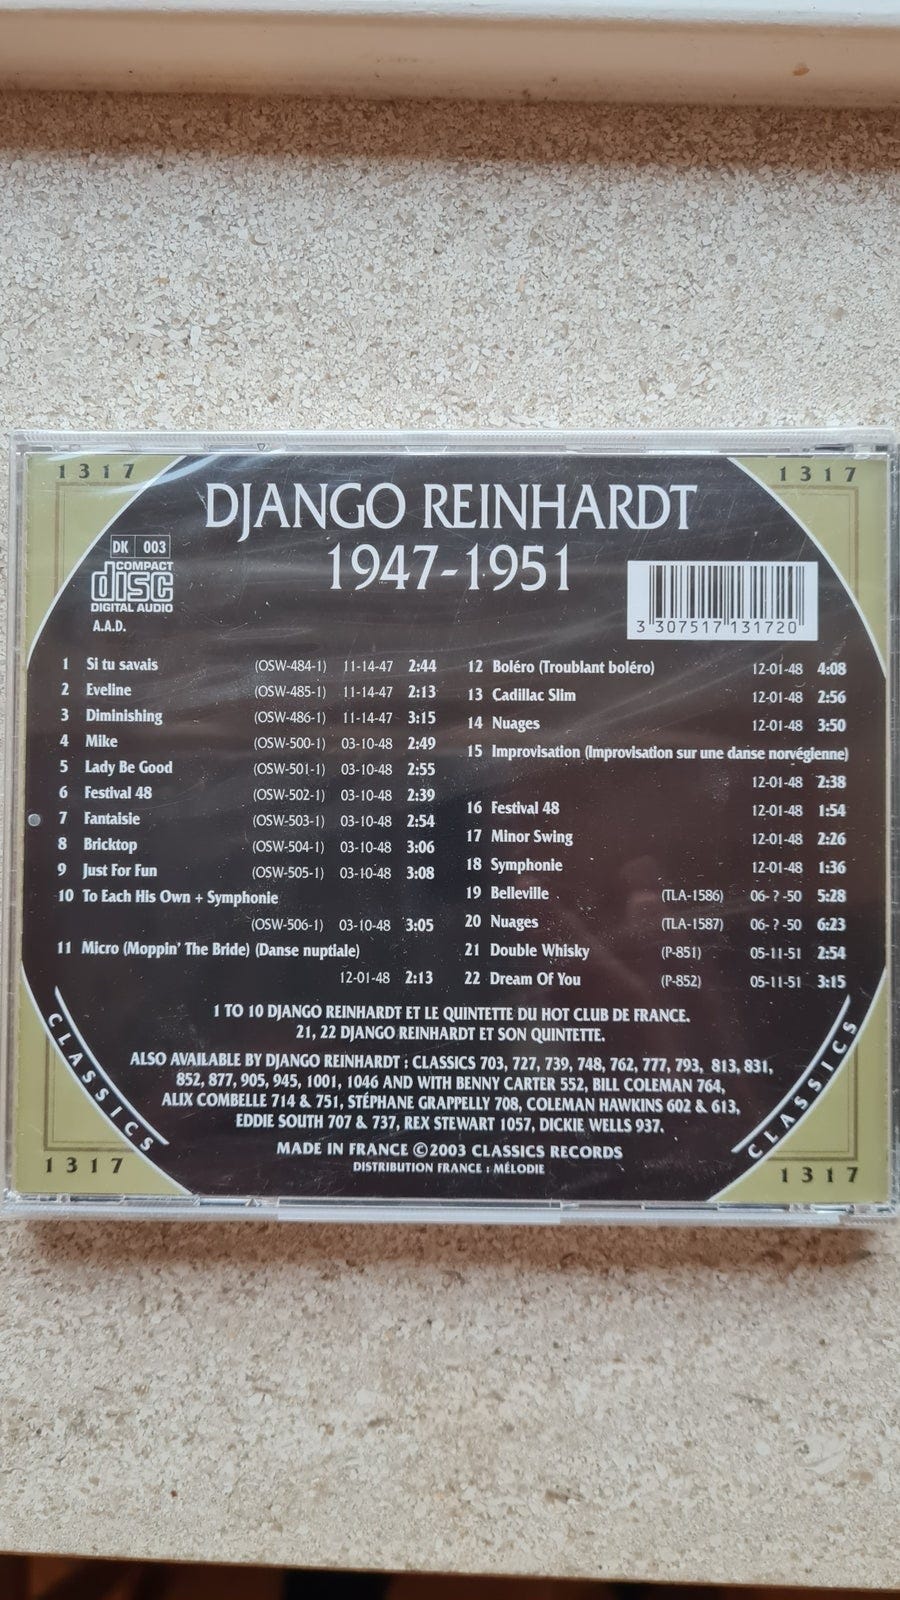 1317
1317
DJANGO REINHARDT
1947-1951
DK 003
COMPACT
disc
DIGITAL AUDIO
A.A.D.
3 307517 131720
1 Si tu savais (OSW-484-1) 11-14-47 2:44
2 Eveline (OSW-485-1) 11-14-47 2:13
3 Diminishing (OSW-486-1) 11-14-47 3:15
4 Mike (OSW-500-1) 03-10-48 2:49
5 Lady Be Good (OSW-501-1) 03-10-48 2:55
6 Festival 48 (OSW-502-1) 03-10-48 2:39
7 Fantaisie (OSW-503-1) 03-10-48 2:54
8 Bricktop (OSW-504-1) 03-10-48 3:06
9 Just For Fun (OSW-505-1) 03-10-48 3:08
10 To Each His Own + Symphonie
(OSW-506-1) 03-10-48 3:05
11 Micro (Moppin' The Bride) (Danse nuptiale)
12-01-48 2:13
12 Boléro (Troublant boléro) 12-01-48 4:08
13 Cadillac Slim 12-01-48 2:56
14 Nuages 12-01-48 3:50
15 Improvisation (Improvisation sur une danse norvégienne)
12-01-48 2:38
16 Festival 48 12-01-48 1:54
17 Minor Swing 12-01-48 2:26
18 Symphonie 12-01-48 1:36
19 Belleville (TLA-1586) 06- ? -50 5:28
20 Nuages (TLA-1587) 06- ? -50 6:23
21 Double Whisky (P-851) 05-11-51 2:54
22 Dream Of You (P-852) 05-11-51 3:15
1 TO 10 DJANGO REINHARDT ET LE QUINTETTE DU HOT CLUB DE FRANCE.
21, 22 DJANGO REINHARDT ET SON QUINTETTE.
ALSO AVAILABLE BY DJANGO REINHARDT : CLASSICS 703, 727, 739, 748, 762, 777, 793, 813, 831,
852, 877, 905, 945, 1001, 1046 AND WITH BENNY CARTER 552, BILL COLEMAN 764,
ALIX COMBELLE 714 & 751, STÉPHANE GRAPPELLY 708, COLEMAN HAWKINS 602 & 613,
EDDIE SOUTH 707 & 737, REX STEWART 1057, DICKIE WELLS 937.
MADE IN FRANCE ©2003 CLASSICS RECORDS
DISTRIBUTION FRANCE : MÉLODIE
CLASSICS
CLASSICS
1317
1317